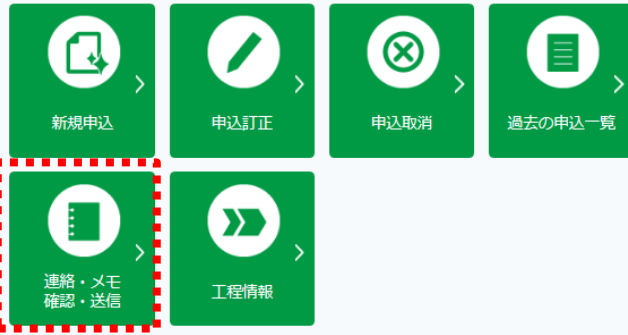 新規申込
申込訂正
申込取消
過去の申込一覧
連絡・メモ
確認・送信
工程情報